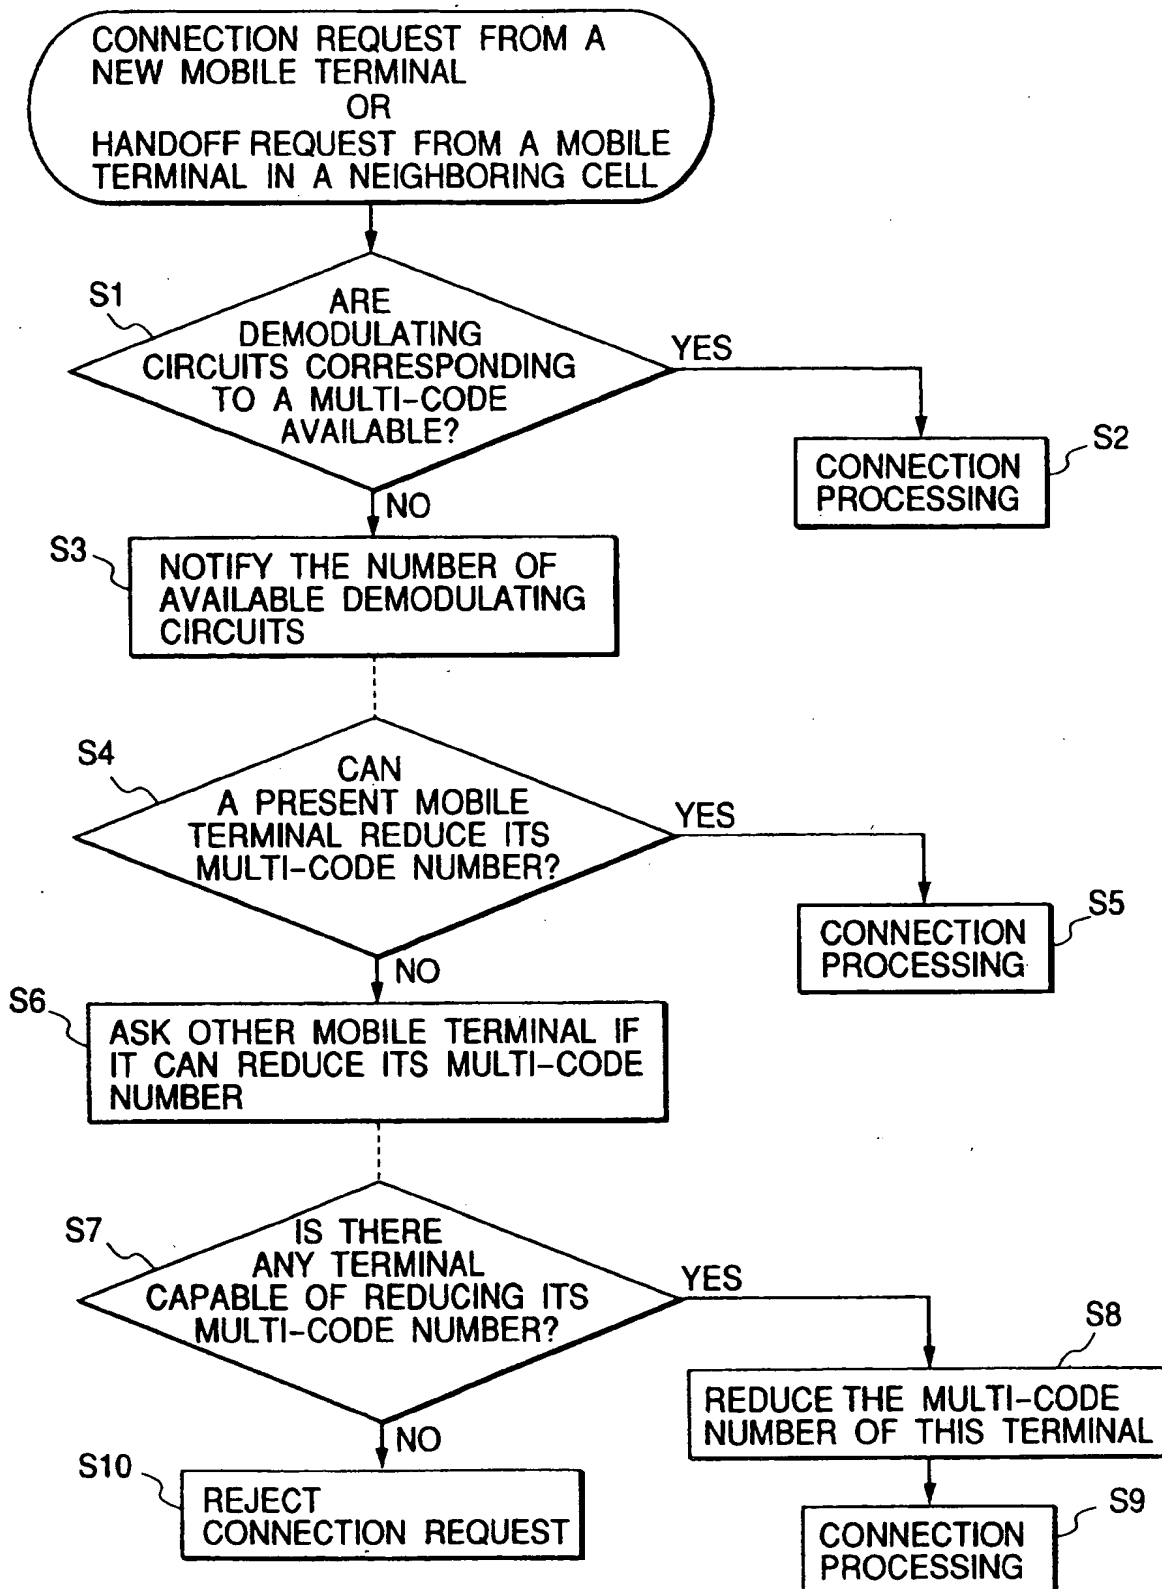 CONNECTION REQUEST FROM A
NEW MOBILE TERMINAL
OR
HANDOFF REQUEST FROM A MOBILE
TERMINAL IN A NEIGHBORING CELL
S1
ARE
DEMODULATING
CIRCUITS CORRESPONDING
TO A MULTI-CODE
AVAILABLE?
YES
S2
CONNECTION
PROCESSING
NO
S3
NOTIFY THE NUMBER OF
AVAILABLE DEMODULATING
CIRCUITS
S4
CAN
A PRESENT MOBILE
TERMINAL REDUCE ITS
MULTI-CODE NUMBER?
YES
S5
CONNECTION
PROCESSING
NO
S6
ASK OTHER MOBILE TERMINAL IF
IT CAN REDUCE ITS MULTI-CODE
NUMBER
S7
IS THERE
ANY TERMINAL
CAPABLE OF REDUCING ITS
MULTI-CODE NUMBER?
YES
S8
REDUCE THE MULTI-CODE
NUMBER OF THIS TERMINAL
NO
S10
REJECT
CONNECTION REQUEST
S9
CONNECTION
PROCESSING